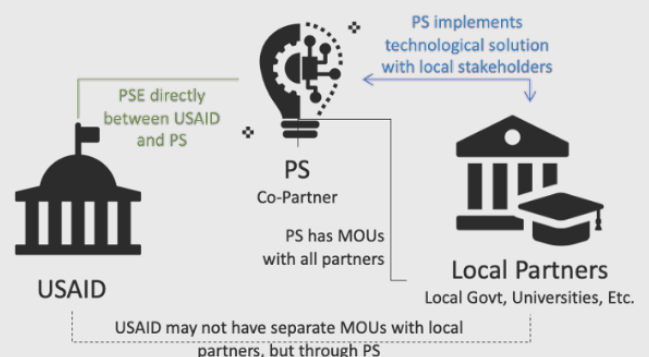 PS implements
technological solution
with local stakeholders
PSE directly
between USAID
and PS
PS
Co-Partner
PS has MOUs
with all partners
USAID
Local Partners
Local Govt, Universities, Etc.
USAID may not have separate MOUs with local
partners, but through PS